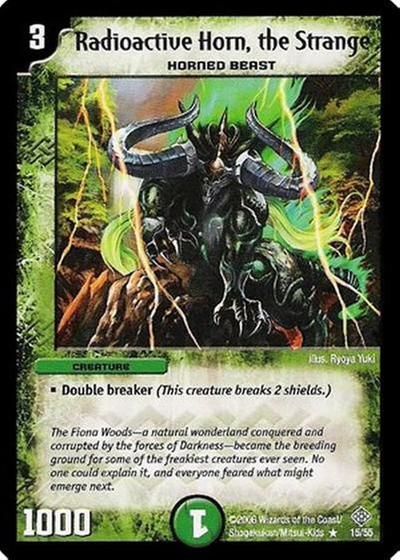 3 Radioactive Horn, the Strange
HORNED BEAST
illus. Ryoya Yuki
CREATURE
▪ Double breaker (This creature breaks 2 shields.)
The Fiona Woods—a natural wonderland conquered and
corrupted by the forces of Darkness—became the breeding
ground for some of the freakiest creatures ever seen. No
one could explain it, and everyone feared what might
emerge next.
1000
1
©2006 Wizards of the Coast/
Shogakukan/Mitsui-Kids ★ 15/55